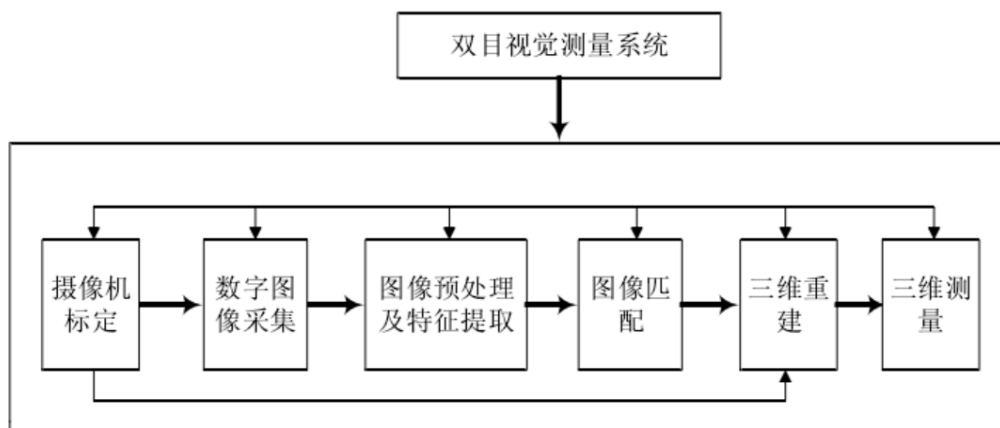 双目视觉测量系统
摄像机
标定
数字图
像采集
图像预处理
及特征提取
图像匹
配
三维重
建
三维测
量